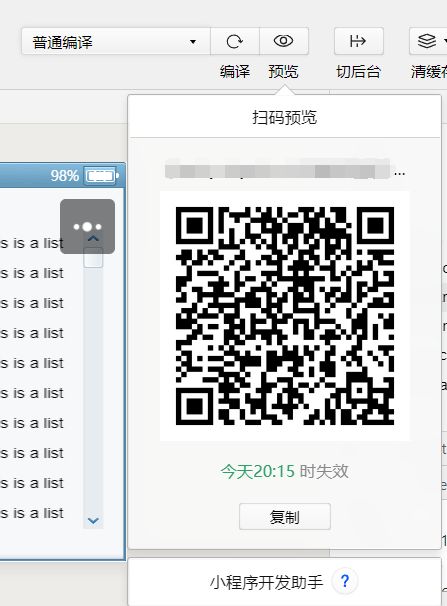 普通编译
编译
预览
切后台
清缓存
扫码预览
...
98%
s is a list
s is a list
s is a list
s is a list
s is a list
s is a list
s is a list
s is a list
s is a list
s is a list
今天20:15 时失效
复制
小程序开发助手 ?